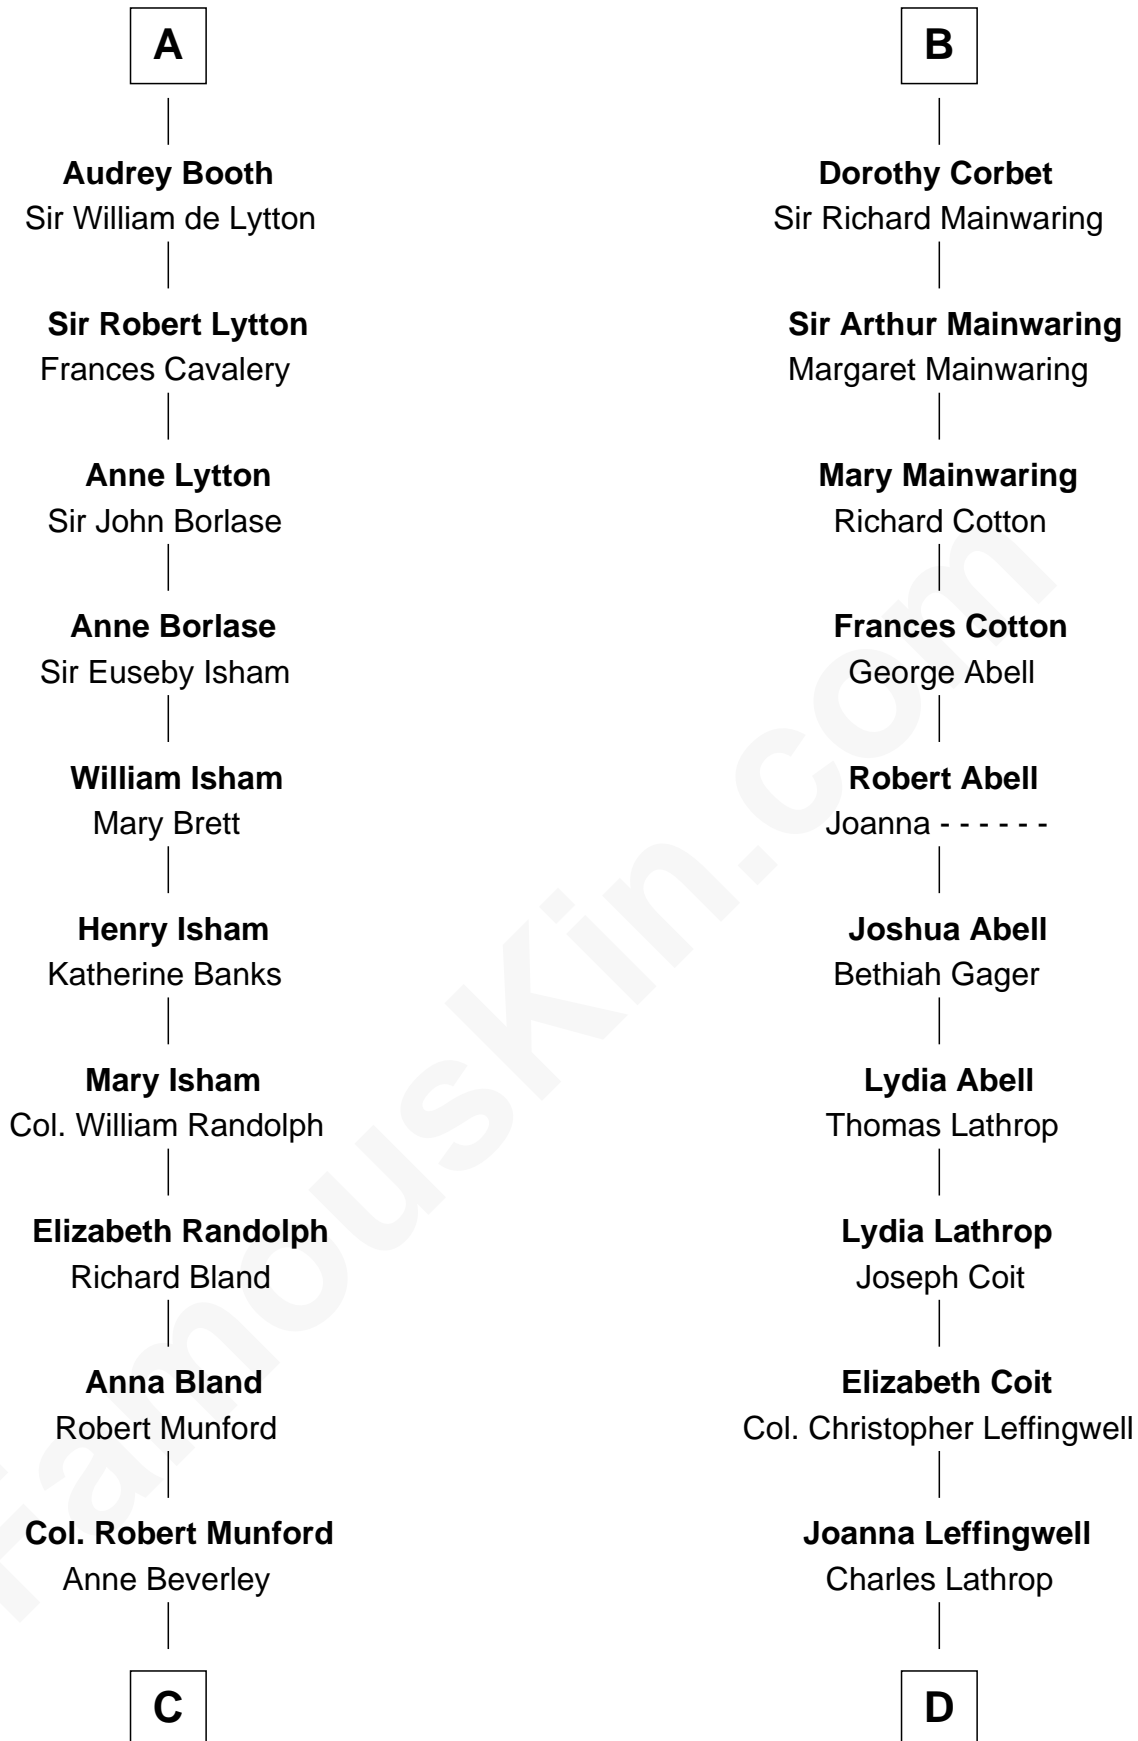 A
Audrey Booth
Sir William de Lytton
Sir Robert Lytton
Frances Cavalery
Anne Lytton
Sir John Borlase
Anne Borlase
Sir Euseby Isham
William Isham
Mary Brett
Henry Isham
Katherine Banks
Mary Isham
Col. William Randolph
Elizabeth Randolph
Richard Bland
Anna Bland
Robert Munford
Col. Robert Munford
Anne Beverley
C
B
Dorothy Corbet
Sir Richard Mainwaring
Sir Arthur Mainwaring
Margaret Mainwaring
Mary Mainwaring
Richard Cotton
Frances Cotton
George Abell
Robert Abell
Joanna - - - - - -
Joshua Abell
Bethiah Gager
Lydia Abell
Thomas Lathrop
Lydia Lathrop
Joseph Coit
Elizabeth Coit
Col. Christopher Leffingwell
Joanna Leffingwell
Charles Lathrop
D
FamousKin.com